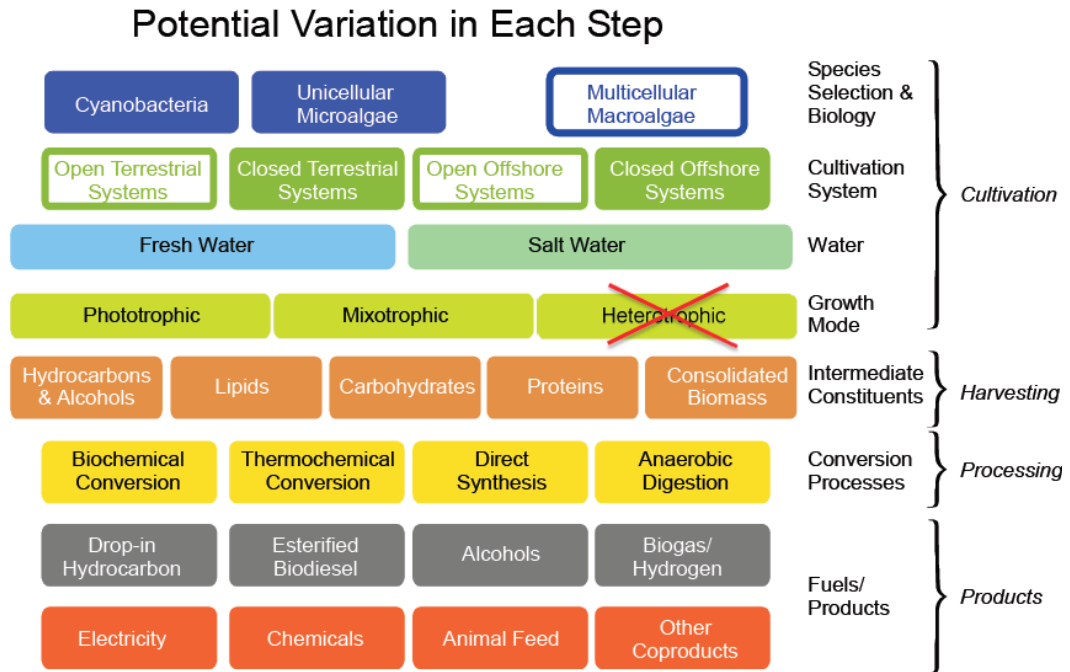 Potential Variation in Each Step
Cyanobacteria
Unicellular
Microalgae
Multicellular
Macroalgae
Species
Selection &
Biology
Open Terrestrial
Systems
Closed Terrestrial
Systems
Open Offshore
Systems
Closed Offshore
Systems
Cultivation
System
Cultivation
Fresh Water
Salt Water
Water
Phototrophic
Mixotrophic
Heterotrophic
Growth
Mode
Hydrocarbons
& Alcohols
Lipids
Carbohydrates
Proteins
Consolidated
Biomass
Intermediate
Constituents
Harvesting
Biochemical
Conversion
Thermochemical
Conversion
Direct
Synthesis
Anaerobic
Digestion
Conversion
Processes
Processing
Drop-in
Hydrocarbon
Esterified
Biodiesel
Alcohols
Biogas/
Hydrogen
Fuels/
Products
Products
Electricity
Chemicals
Animal Feed
Other
Coproducts